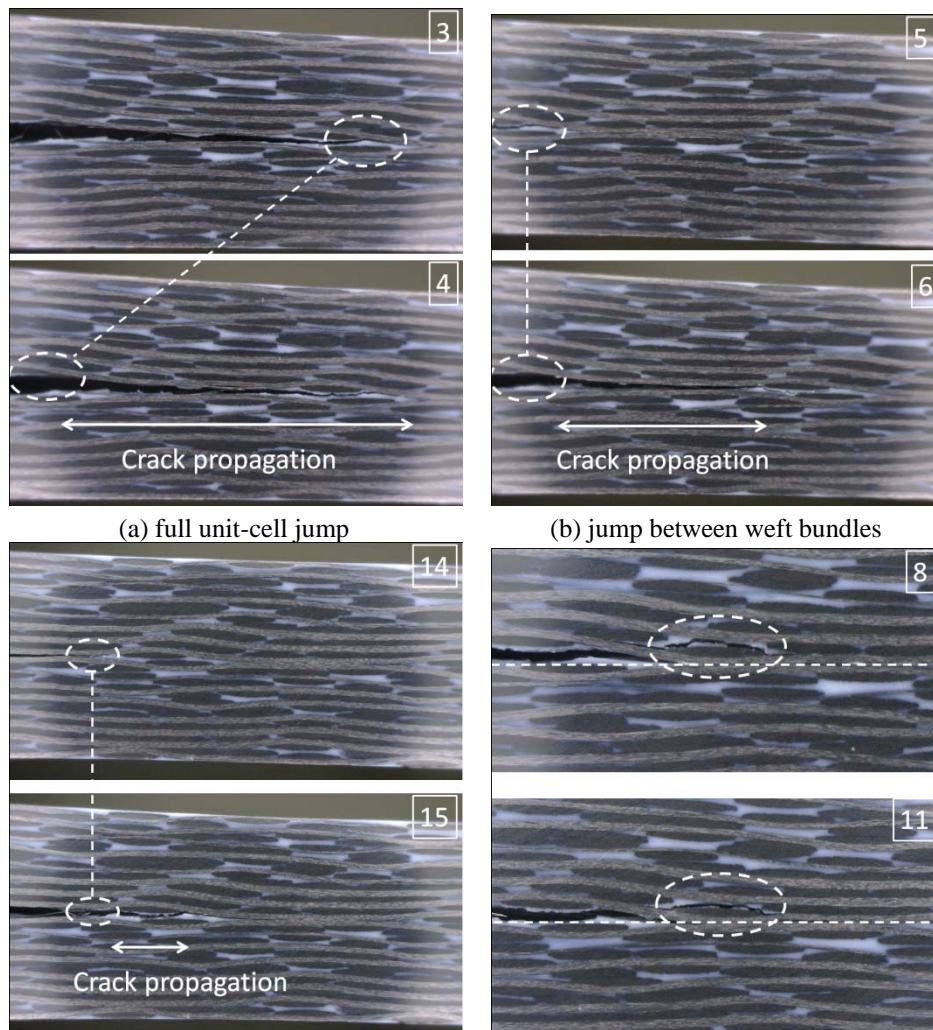 3
4
Crack propagation
5
6
Crack propagation
(a) full unit-cell jump
(b) jump between weft bundles
14
15
Crack propagation
8
11